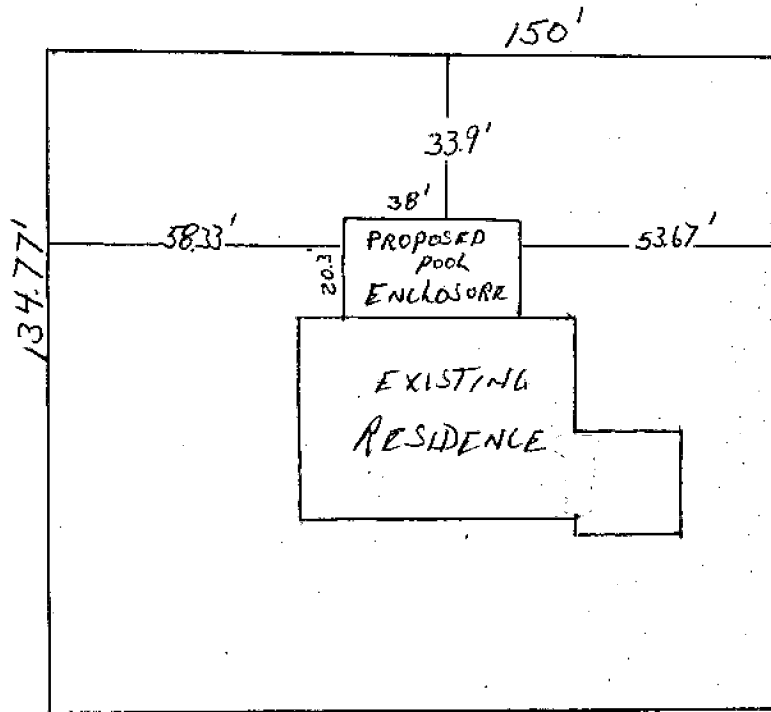 150'
33.9'
38'
134.77'
58.33'
20.3'
PROPOSED
POOL
ENCLOSURE
53.67'
EXISTING
RESIDENCE